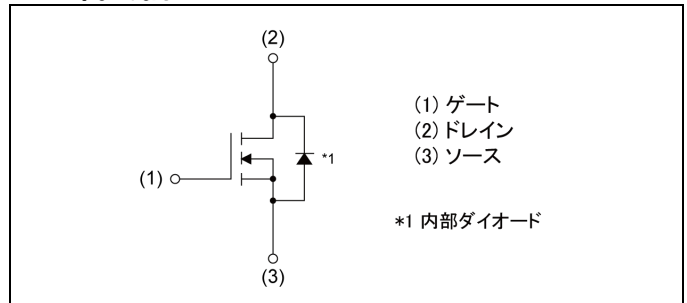 (2)
(1) ゲート
(2) ドレイン
(3) ソース
*1
(1)
*1 内部ダイオード
(3)